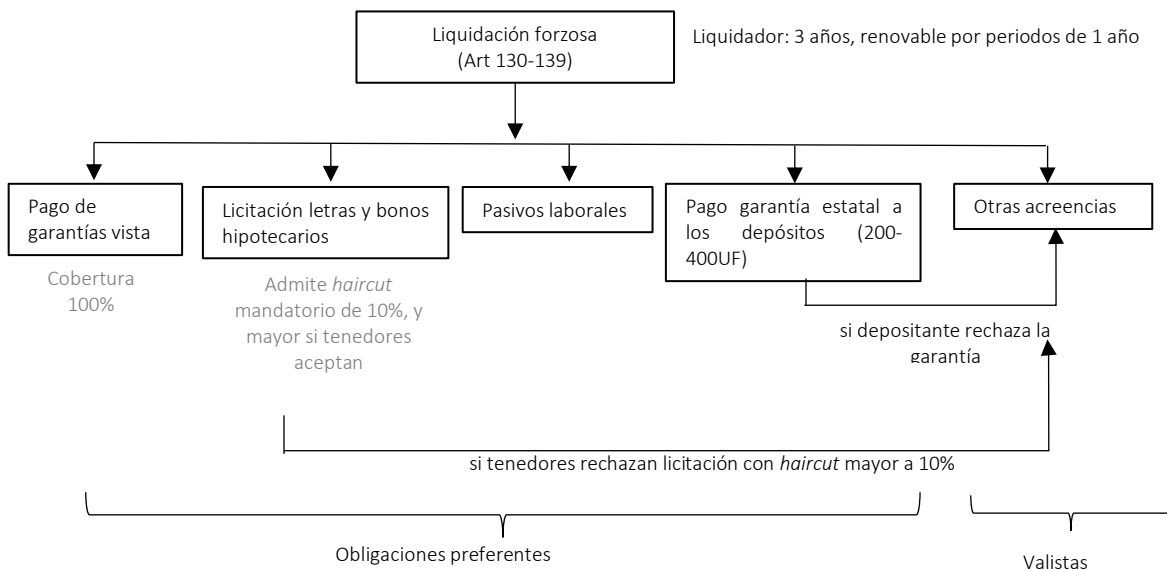 Liquidación forzosa
(Art 130-139)
Liquidador: 3 años, renovable por periodos de 1 año
Pago de
garantías vista
Licitación letras y bonos
hipotecarios
Pasivos laborales
Pago garantía estatal a
los depósitos (200-
400UF)
Otras acreencias
Cobertura
100%
Admite haircut
mandatorio de 10%, y
mayor si tenedores
aceptan
si depositante rechaza la
garantía
si tenedores rechazan licitación con haircut mayor a 10%
Obligaciones preferentes
Valistas